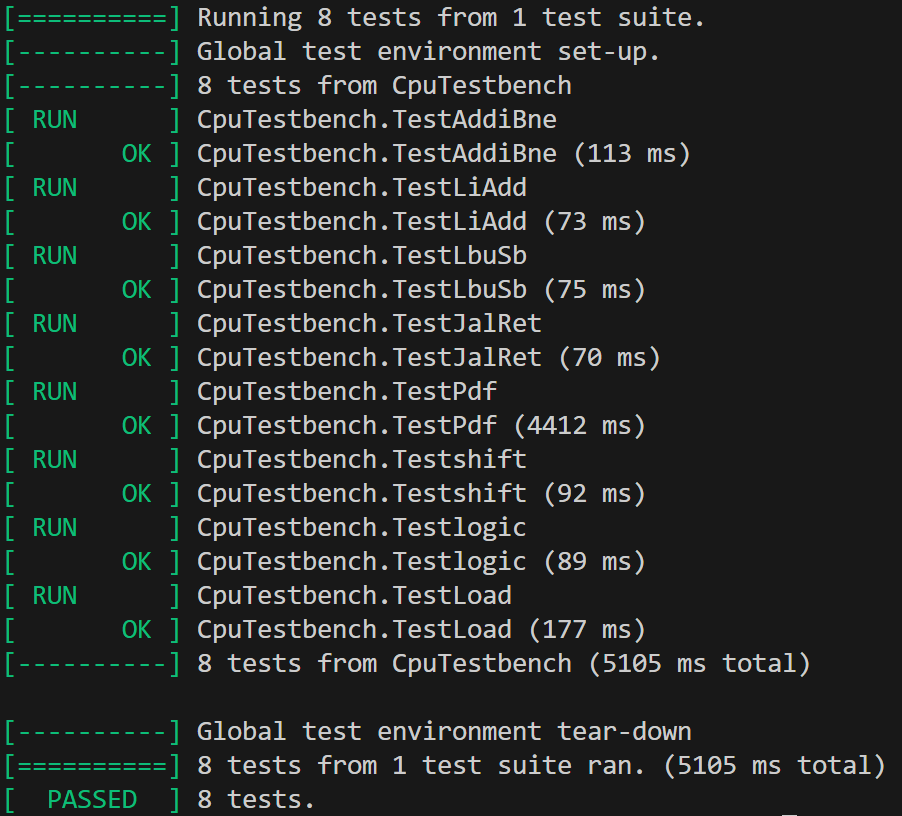 [==========] Running 8 tests from 1 test suite.
[----------] Global test environment set-up.
[----------] 8 tests from CpuTestbench
[ RUN      ] CpuTestbench.TestAddiBne
[       OK ] CpuTestbench.TestAddiBne (113 ms)
[ RUN      ] CpuTestbench.TestLiAdd
[       OK ] CpuTestbench.TestLiAdd (73 ms)
[ RUN      ] CpuTestbench.TestLbuSb
[       OK ] CpuTestbench.TestLbuSb (75 ms)
[ RUN      ] CpuTestbench.TestJalRet
[       OK ] CpuTestbench.TestJalRet (70 ms)
[ RUN      ] CpuTestbench.TestPdf
[       OK ] CpuTestbench.TestPdf (4412 ms)
[ RUN      ] CpuTestbench.Testshift
[       OK ] CpuTestbench.Testshift (92 ms)
[ RUN      ] CpuTestbench.Testlogic
[       OK ] CpuTestbench.Testlogic (89 ms)
[ RUN      ] CpuTestbench.TestLoad
[       OK ] CpuTestbench.TestLoad (177 ms)
[----------] 8 tests from CpuTestbench (5105 ms total)

[----------] Global test environment tear-down
[==========] 8 tests from 1 test suite ran. (5105 ms total)
[  PASSED  ] 8 tests.